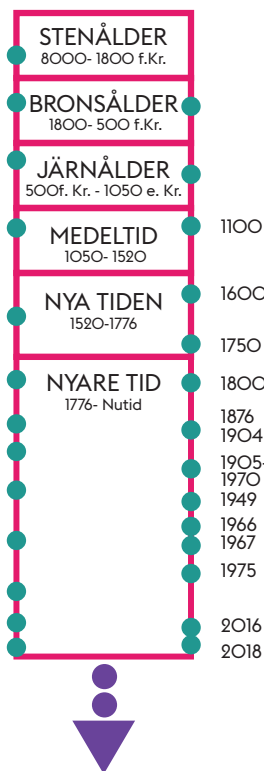 STENÅLDER
8000- 1800 f.Kr.
BRONSÅLDER
1800- 500 f.Kr.
JÄRNÅLDER
500f. Kr. - 1050 e. Kr.
MEDELTID
1050- 1520
1100
NYA TIDEN
1520-1776
1600
1750
NYARE TID
1776- Nutid
1800
1876
1904
1905-
1970
1949
1966
1967
1975
2016
2018